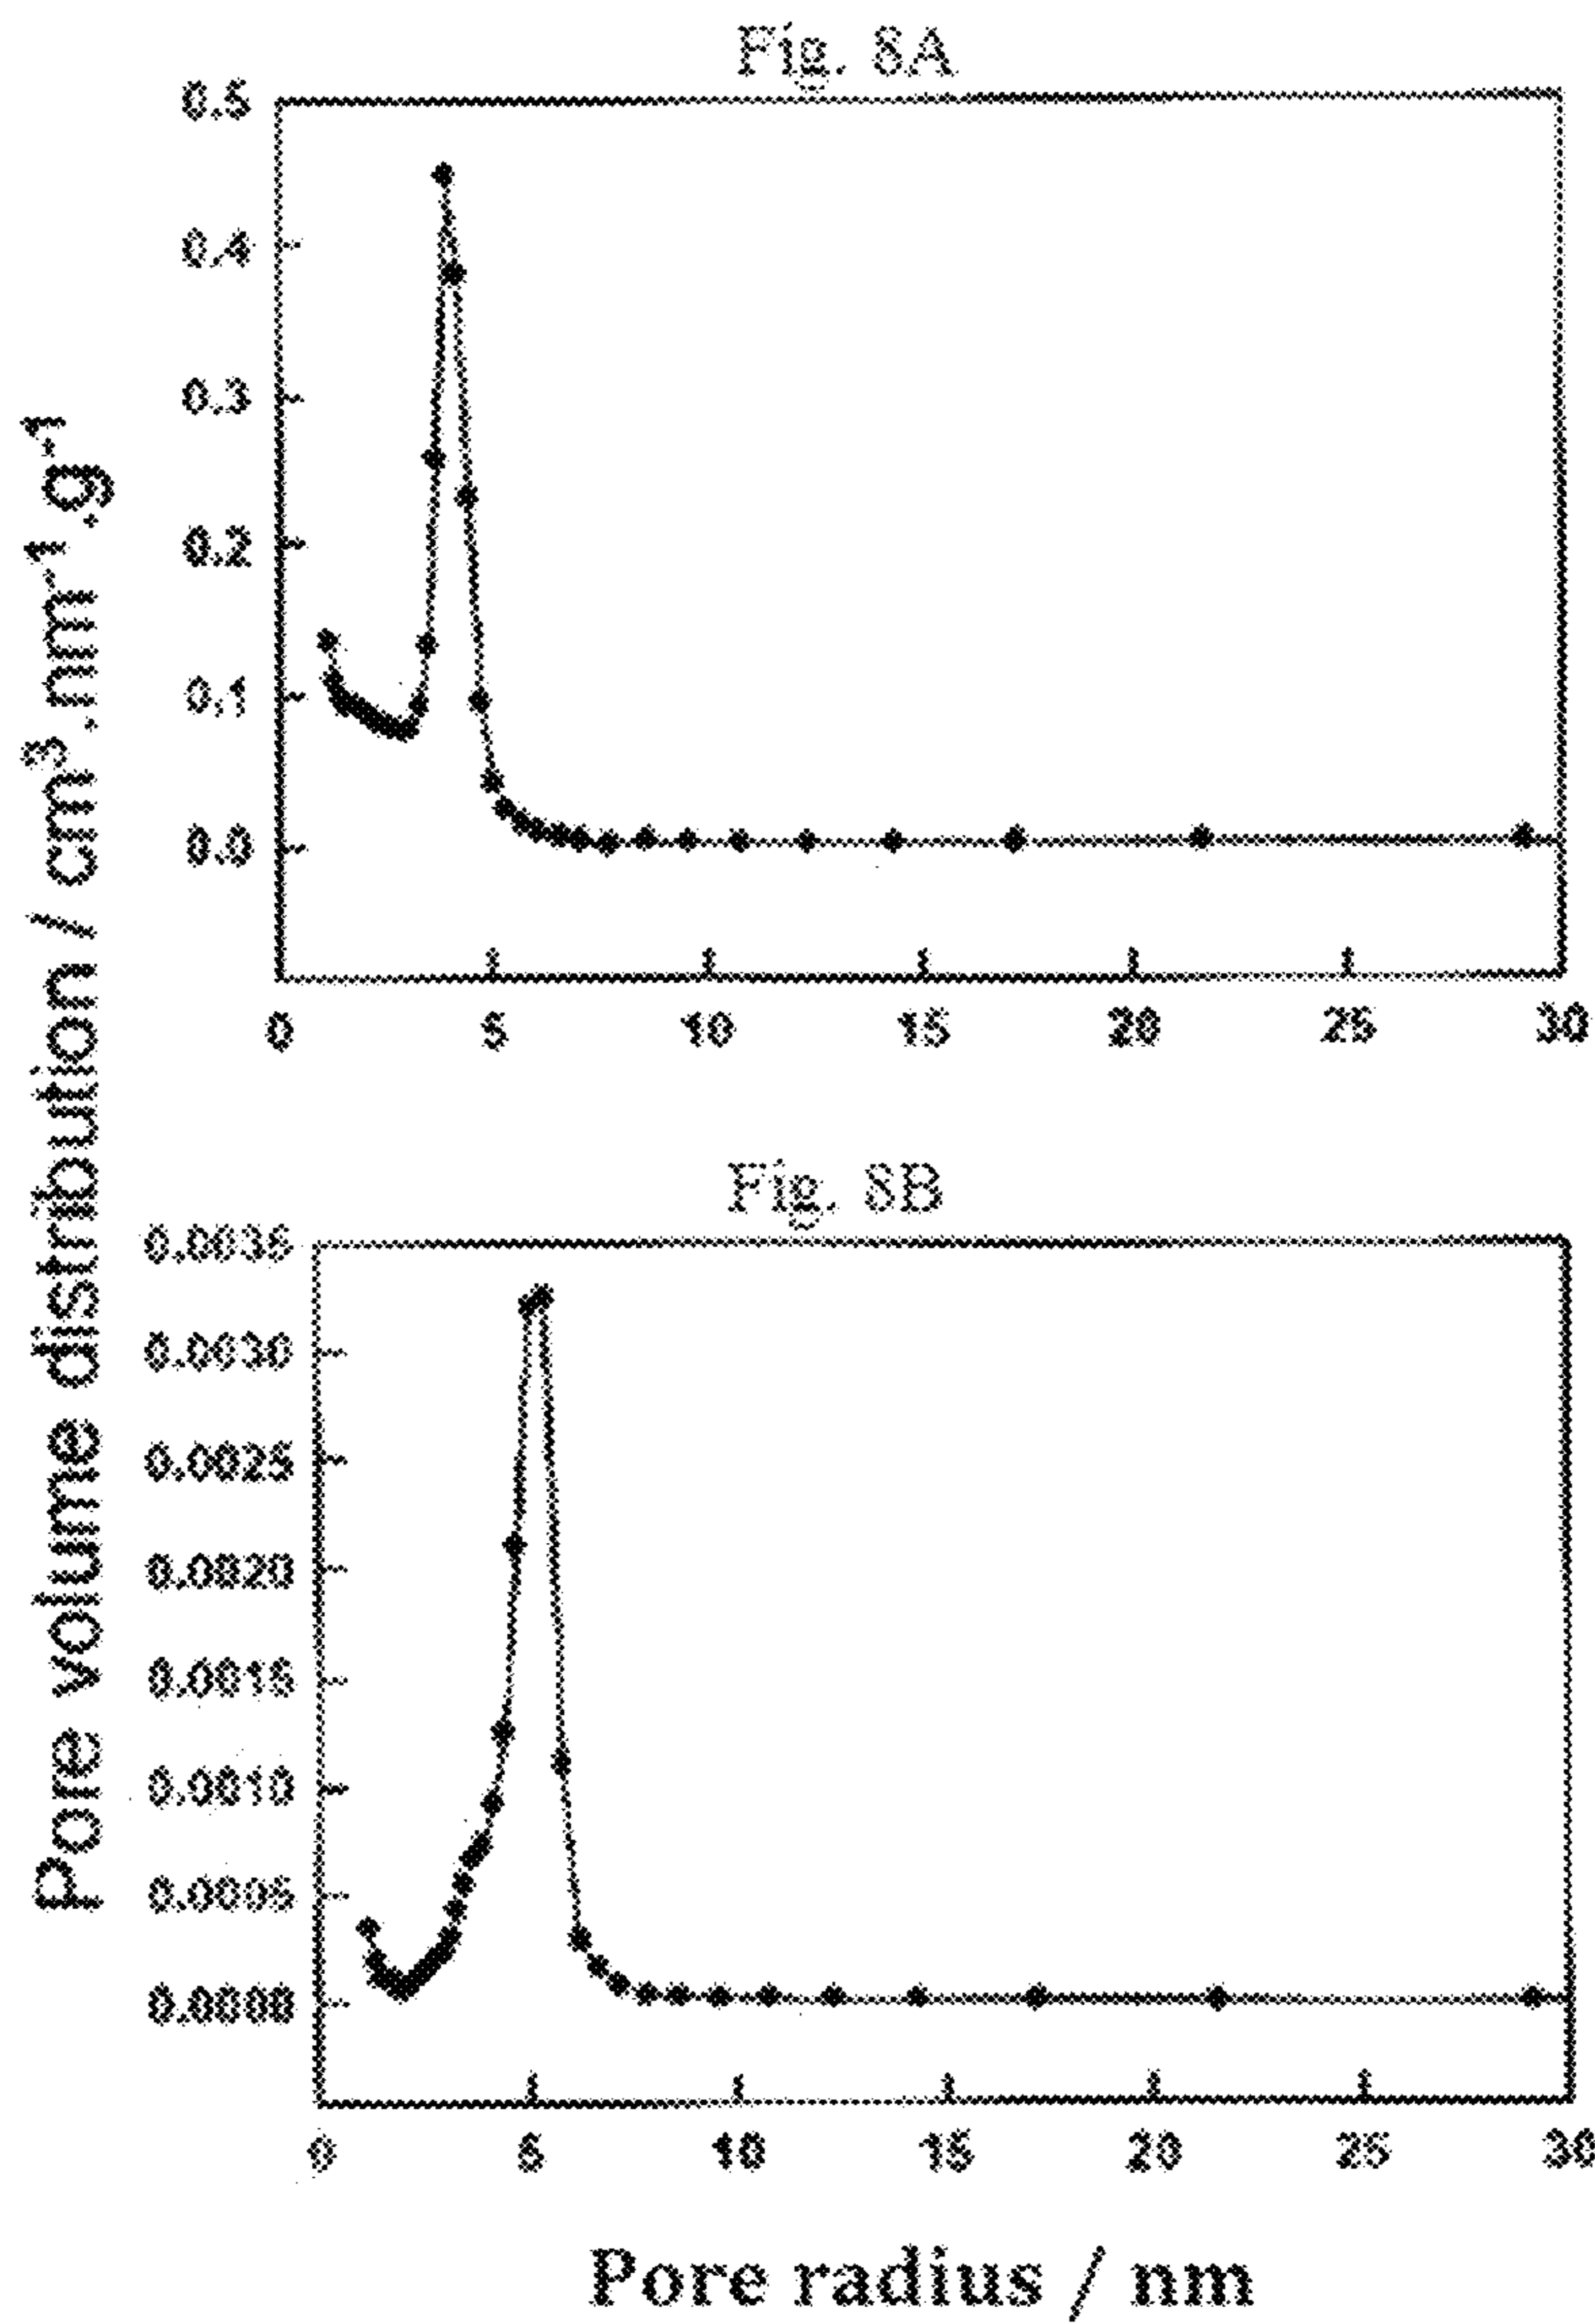 Fig. 8A
0.5
0.4
0.3
0.2
0.1
0.0
0 5 10 15 20 25 30
Pore volume distribution / cm³.nm⁻¹.g⁻¹
Fig. 8B
0.0035
0.0030
0.0025
0.0020
0.0015
0.0010
0.0005
0.0000
0 5 10 15 20 25 30
Pore radius / nm